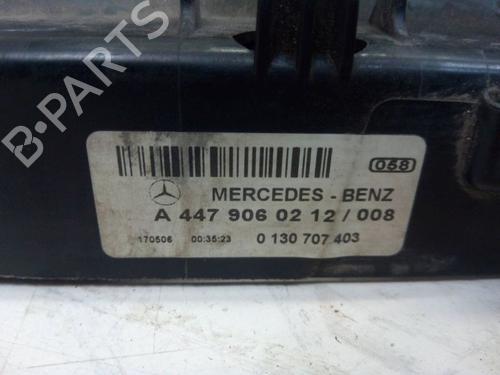 B-PARTS
058
MERCEDES - BENZ
A 447 906 02 12 / 008
170506 00:35:23 0 130 707 403